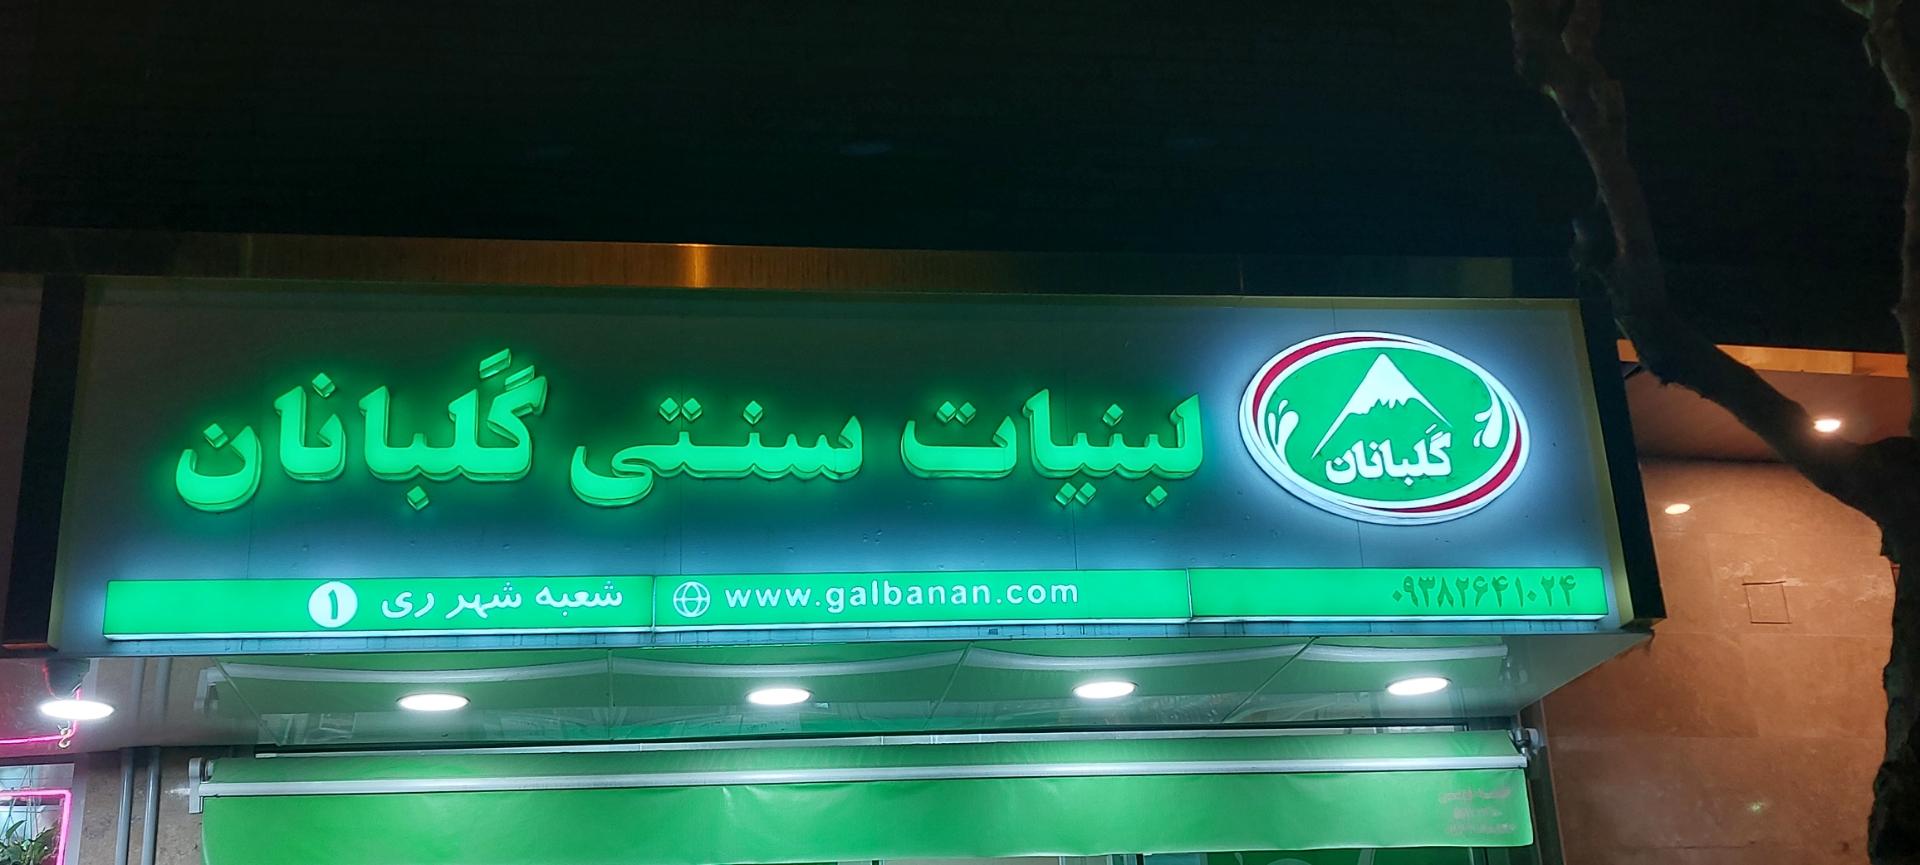 لبنیات سنتی گَلبانان
گَلبانان
۰۹۳۸۲۶۴۱۰۲۴
www.galbanan.com
شعبه شهر ری ۱